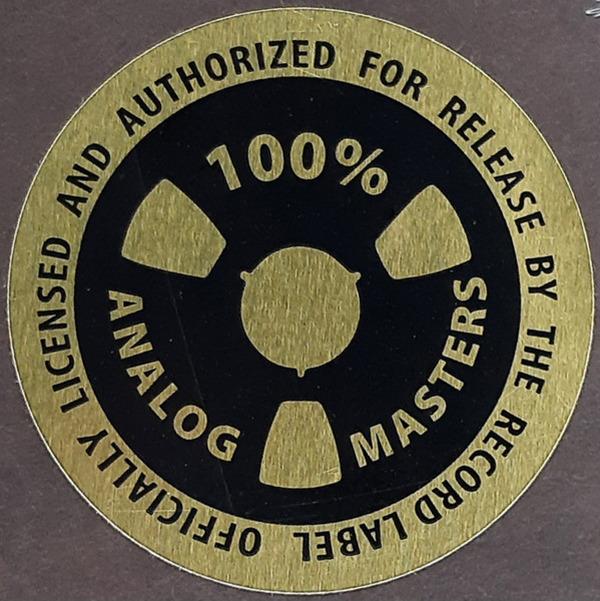 OFFICIALLY LICENSED AND AUTHORIZED FOR RELEASE BY THE RECORD LABEL
100%
ANALOG
MASTERS